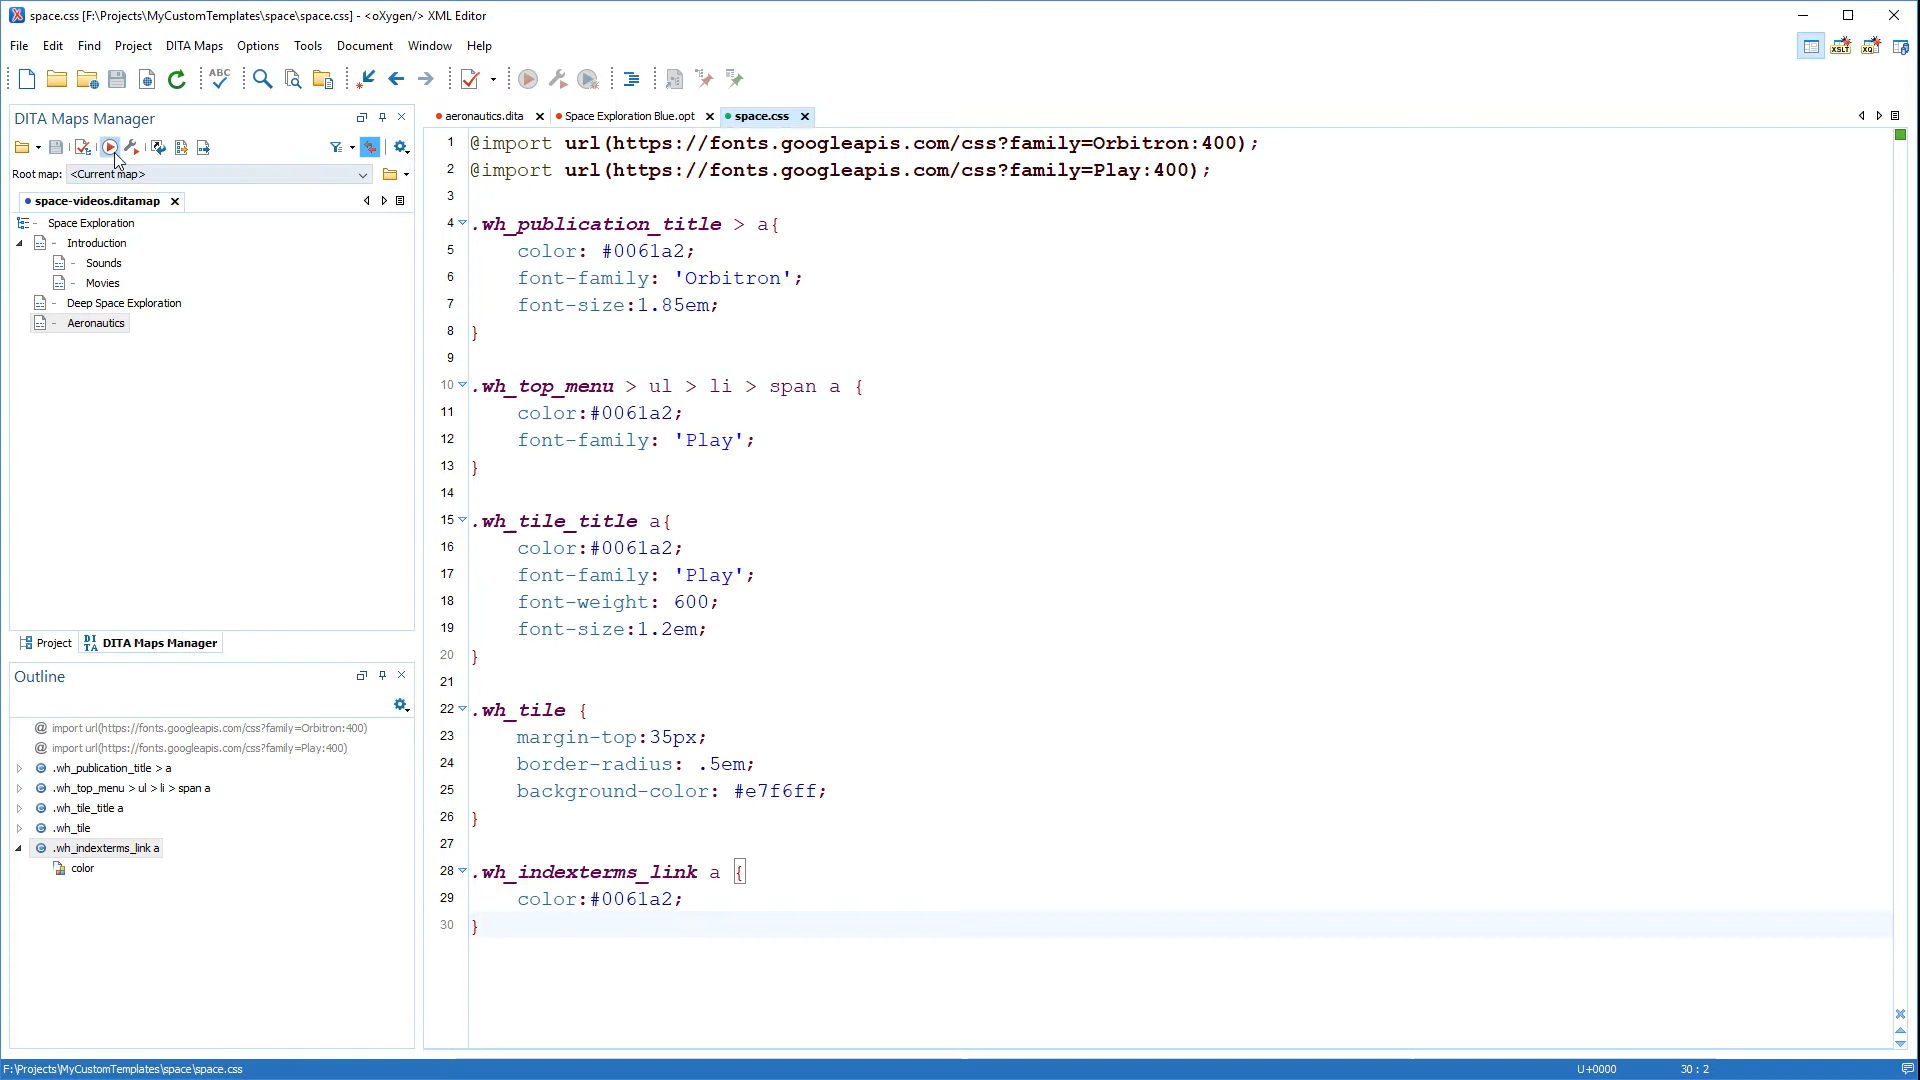 space.css [F:\Projects\MyCustomTemplates\space\space.css] - <oXygen/> XML Editor
File Edit Find Project DITA Maps Options Tools Document Window Help
ABC
XSLT XQ
DITA Maps Manager
Root map: <Current map>
space-videos.ditamap
Space Exploration
Introduction
Sounds
Movies
Deep Space Exploration
Aeronautics
Project DITA DITA Maps Manager
Outline
@ import url(https://fonts.googleapis.com/css?family=Orbitron:400)
@ import url(https://fonts.googleapis.com/css?family=Play:400)
.wh_publication_title > a
.wh_top_menu > ul > li > span a
.wh_tile_title a
.wh_tile
.wh_indexterms_link a
color
aeronautics.dita Space Exploration Blue.opt space.css
1 @import url(https://fonts.googleapis.com/css?family=Orbitron:400);
2 @import url(https://fonts.googleapis.com/css?family=Play:400);
3
4 .wh_publication_title > a{
5 color: #0061a2;
6 font-family: 'Orbitron';
7 font-size:1.85em;
8 }
9
10 .wh_top_menu > ul > li > span a {
11 color:#0061a2;
12 font-family: 'Play';
13 }
14
15 .wh_tile_title a{
16 color:#0061a2;
17 font-family: 'Play';
18 font-weight: 600;
19 font-size:1.2em;
20 }
21
22 .wh_tile {
23 margin-top:35px;
24 border-radius: .5em;
25 background-color: #e7f6ff;
26 }
27
28 .wh_indexterms_link a {
29 color:#0061a2;
30 }
F:\Projects\MyCustomTemplates\space\space.css U+0000 30 : 2